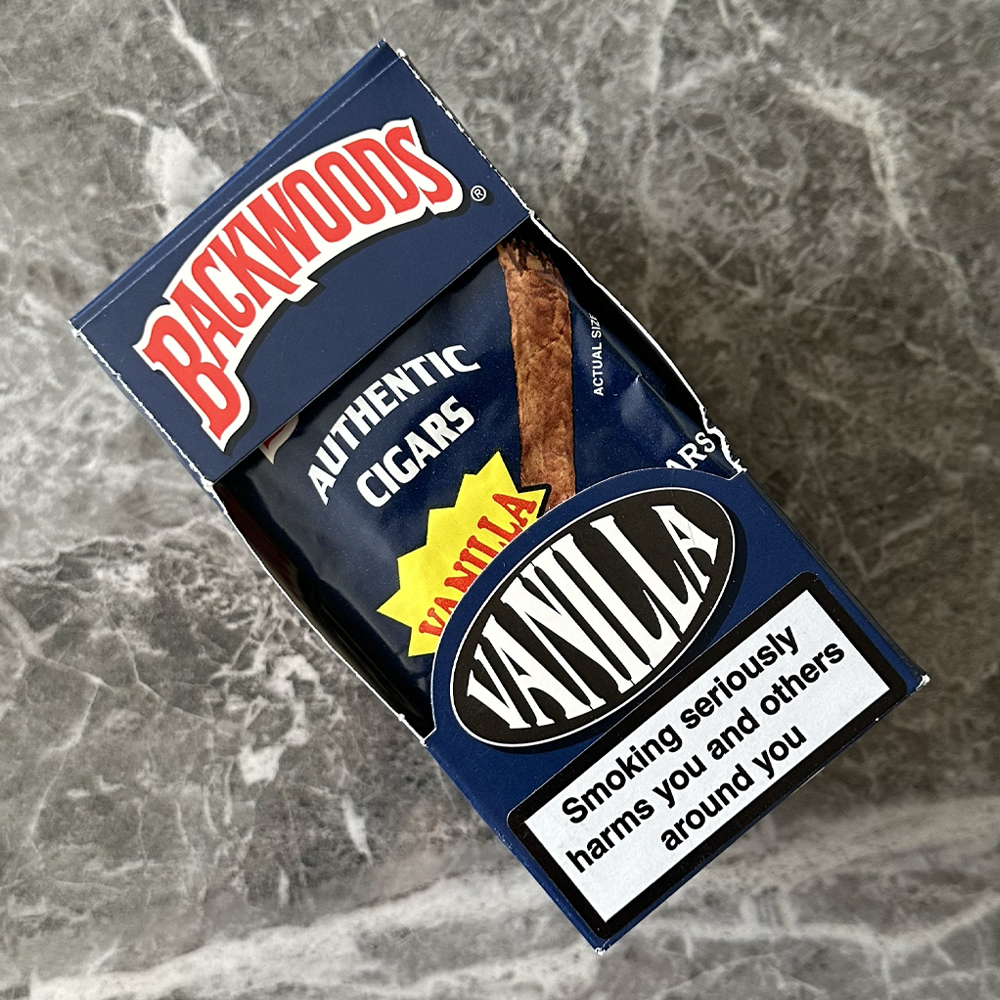 BACKWOODS®
AUTHENTIC
CIGARS
ACTUAL SIZE
VANILLA
VANILLA
Smoking seriously
harms you and others
around you